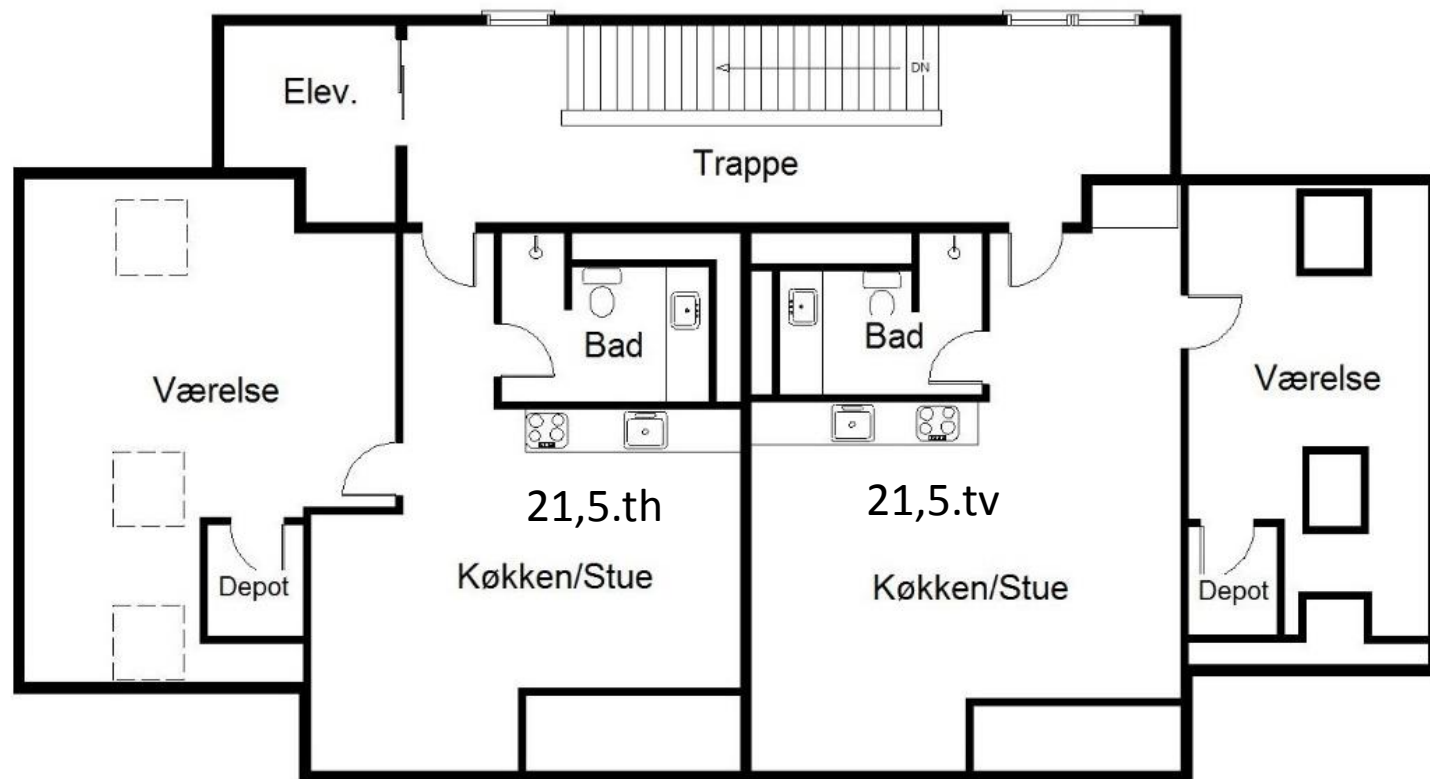 Elev.
DN
Trappe
Bad
Bad
Værelse
Værelse
21,5.th
21,5.tv
Køkken/Stue
Køkken/Stue
Depot
Depot